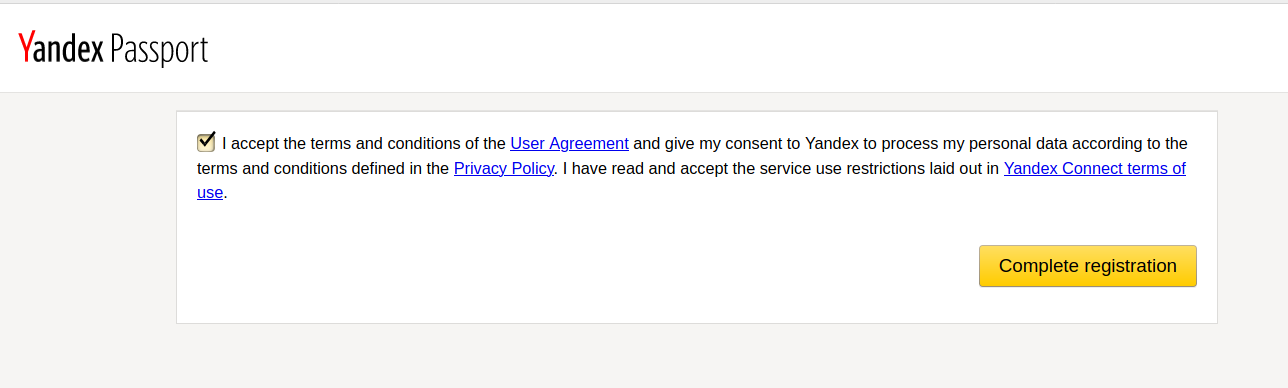 Yandex Passport
I accept the terms and conditions of the User Agreement and give my consent to Yandex to process my personal data according to the
terms and conditions defined in the Privacy Policy. I have read and accept the service use restrictions laid out in Yandex Connect terms of
use.
Complete registration